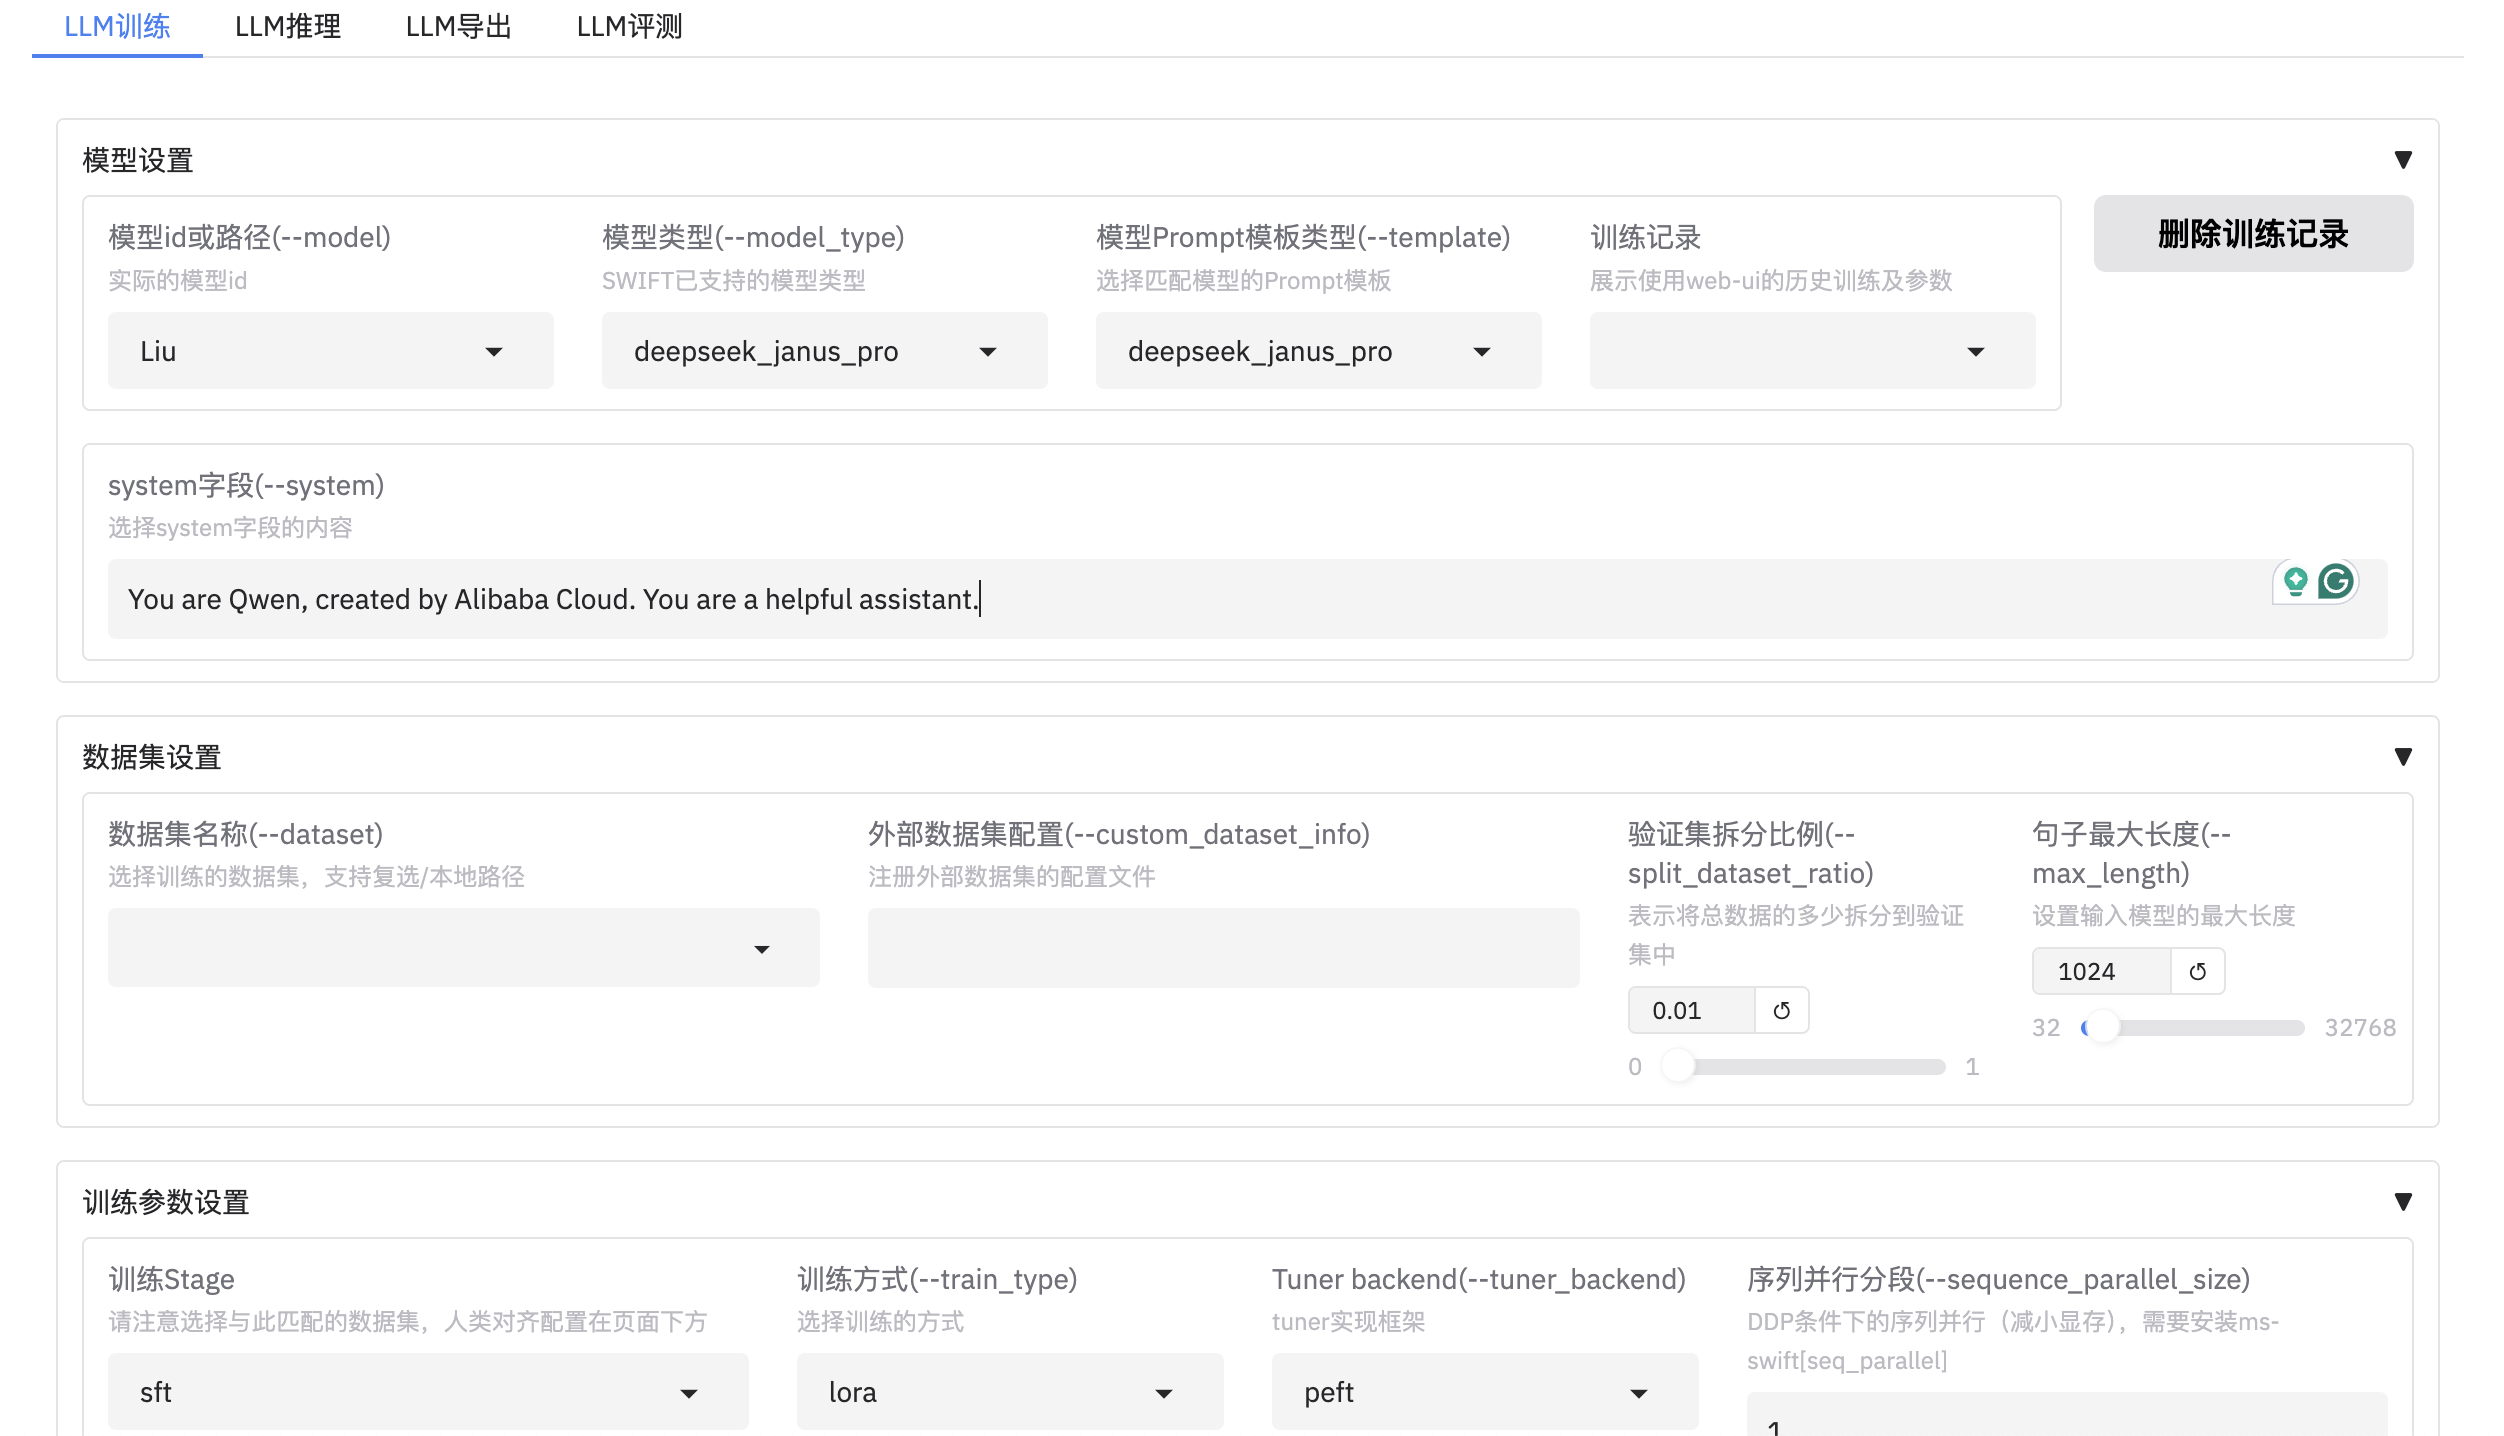 LLM训练 LLM推理 LLM导出 LLM评测
模型设置
删除训练记录
模型id或路径(--model)
实际的模型id
Liu
模型类型(--model_type)
SWIFT已支持的模型类型
deepseek_janus_pro
模型Prompt模板类型(--template)
选择匹配模型的Prompt模板
deepseek_janus_pro
训练记录
展示使用web-ui的历史训练及参数
system字段(--system)
选择system字段的内容
You are Qwen, created by Alibaba Cloud. You are a helpful assistant.
数据集设置
数据集名称(--dataset)
选择训练的数据集，支持复选/本地路径
外部数据集配置(--custom_dataset_info)
注册外部数据集的配置文件
验证集拆分比例(--
split_dataset_ratio)
表示将总数据的多少拆分到验证
集中
0.01
0 1
句子最大长度(--
max_length)
设置输入模型的最大长度
1024
32 32768
训练参数设置
训练Stage
请注意选择与此匹配的数据集，人类对齐配置在页面下方
sft
训练方式(--train_type)
选择训练的方式
lora
Tuner backend(--tuner_backend)
tuner实现框架
peft
序列并行分段(--sequence_parallel_size)
DDP条件下的序列并行（减小显存），需要安装ms-
swift[seq_parallel]
1